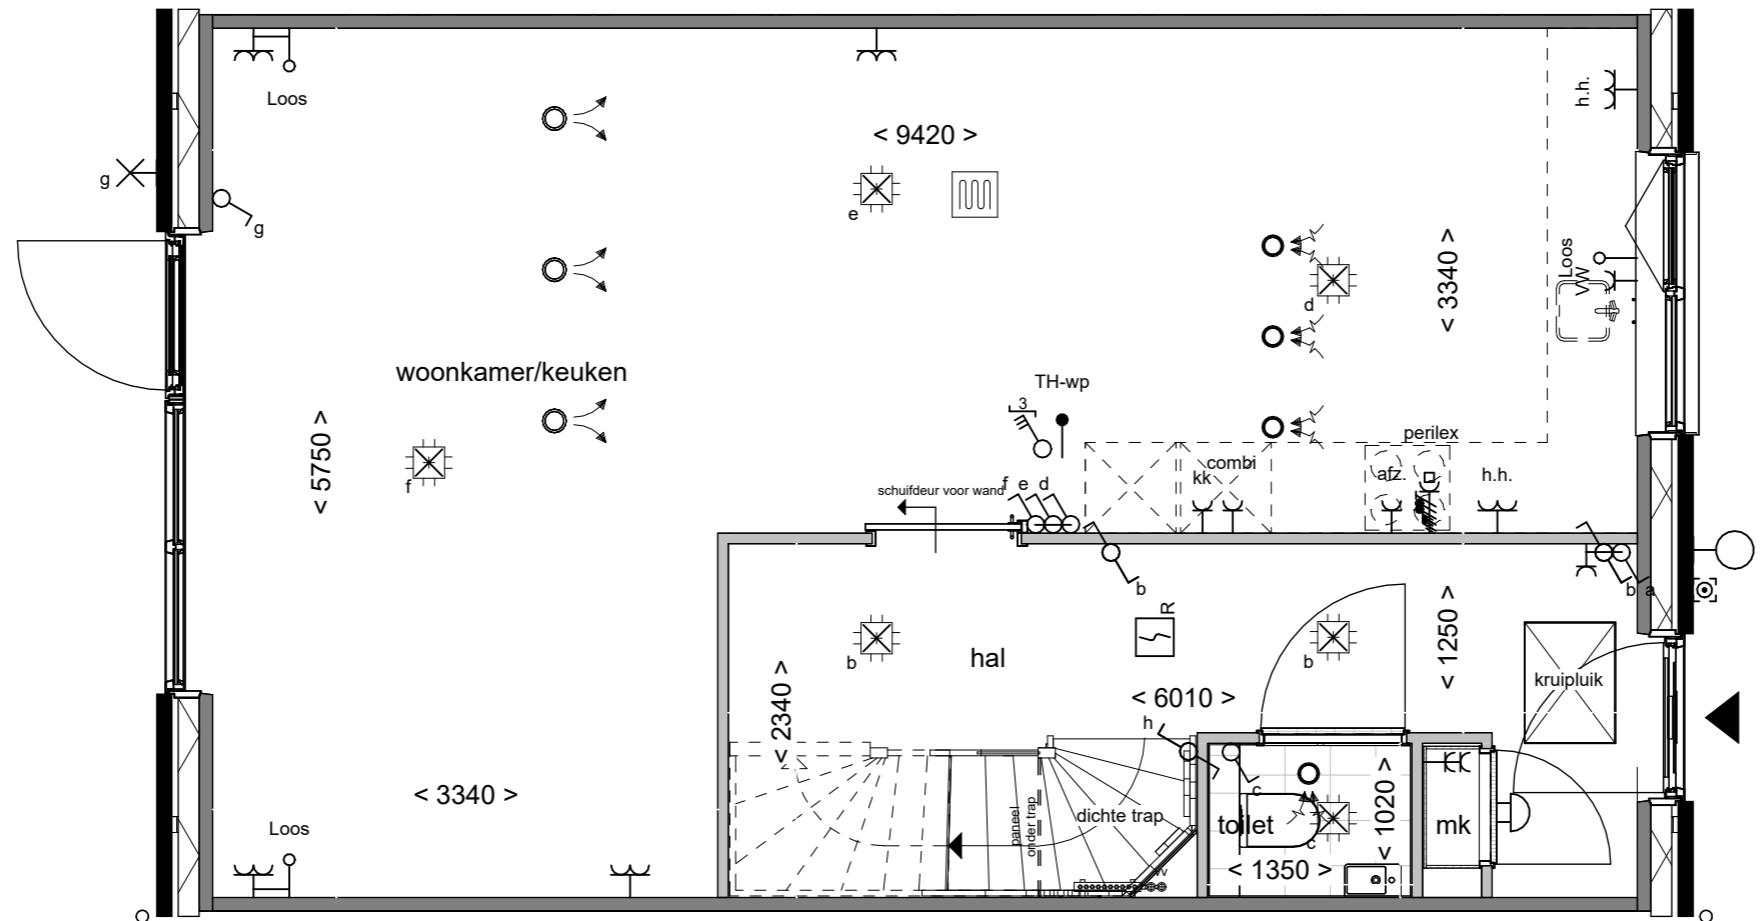 Loos
h.h.
< 9420 >
g
g
e
d
< 3340 >
Loos
VW
woonkamer/keuken
TH-wp
3
< 5750 >
f
perilex
combi
kk
afz.
h.h.
schuifdeur voor wand
f e d
b
b a
R
b
hal
b
< 1250 >
< 2340 >
< 6010 >
kruipluik
h
c
< 3340 >
paneel
onder trap
dichte trap
toilet
< 1020 >
mk
c
Loos
< 1350 >